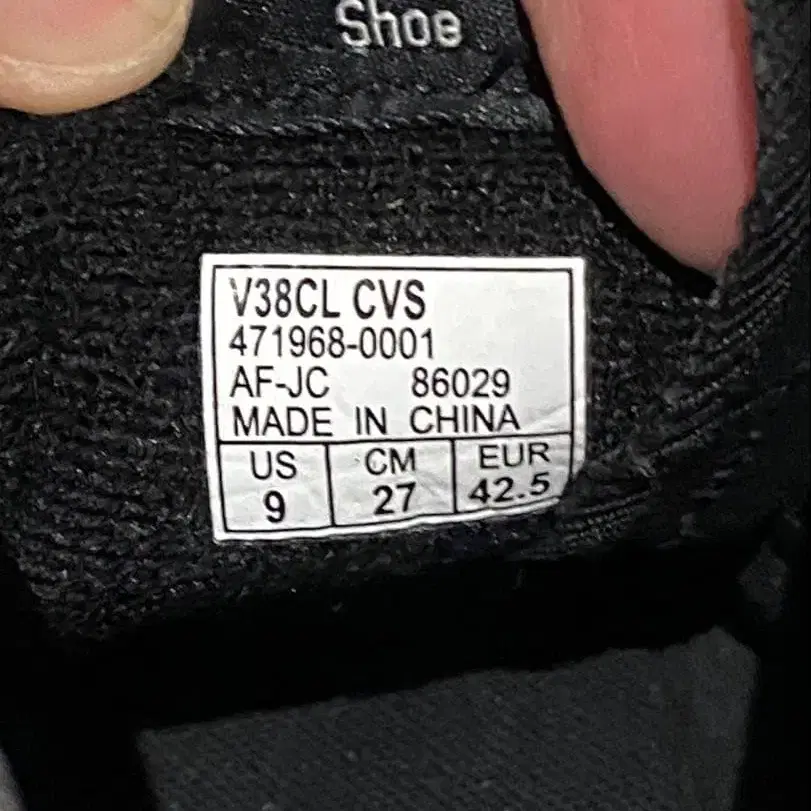 Shoe
V38CL CVS
471968-0001
AF-JC 86029
MADE IN CHINA
US CM EUR
9 27 42.5